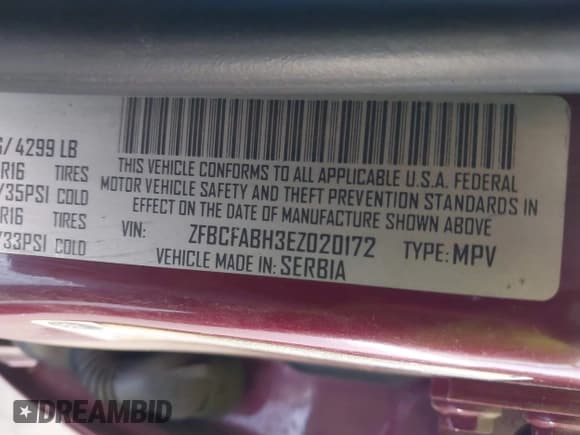 / 4299 LB
R16 TIRES
/35PSI COLD
R16 TIRES
/33PSI COLD
THIS VEHICLE CONFORMS TO ALL APPLICABLE U.S.A. FEDERAL
MOTOR VEHICLE SAFETY AND THEFT PREVENTION STANDARDS IN
EFFECT ON THE DATE OF MANUFACTURE SHOWN ABOVE
VIN: ZFBCFABH3EZ020172 TYPE: MPV
VEHICLE MADE IN: SERBIA
DREAMBID